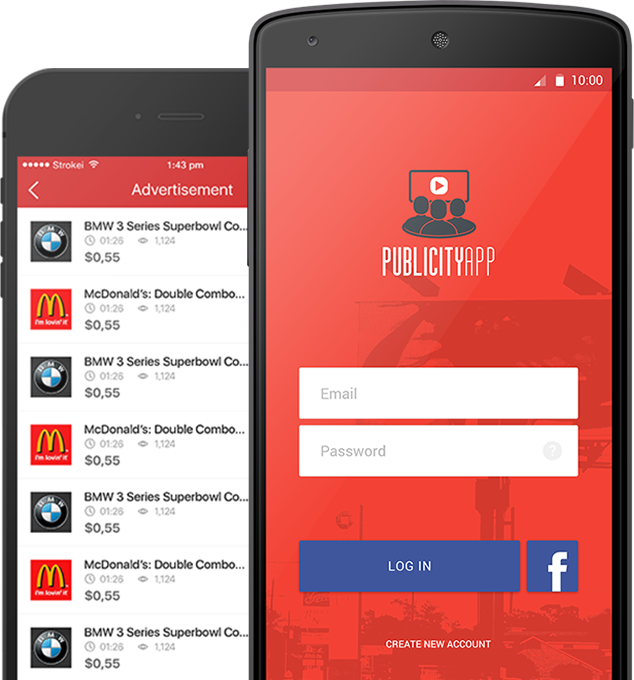 Strokei
1:43 pm
Advertisement
BMW 3 Series Superbowl Co...
01:26 1,124
$0,55
McDonald's: Double Combo...
i'm lovin' it
01:26 1,124
$0,55
BMW 3 Series Superbowl Co...
01:26 1,124
$0,55
McDonald's: Double Combo...
i'm lovin' it
01:26 1,124
$0,55
BMW 3 Series Superbowl Co...
01:26 1,124
$0,55
McDonald's: Double Combo...
i'm lovin' it
01:26 1,124
$0,55
BMW 3 Series Superbowl Co...
01:26 1,124
$0,55
10:00
PUBLICITYAPP
Email
Password
?
LOG IN
f
CREATE NEW ACCOUNT